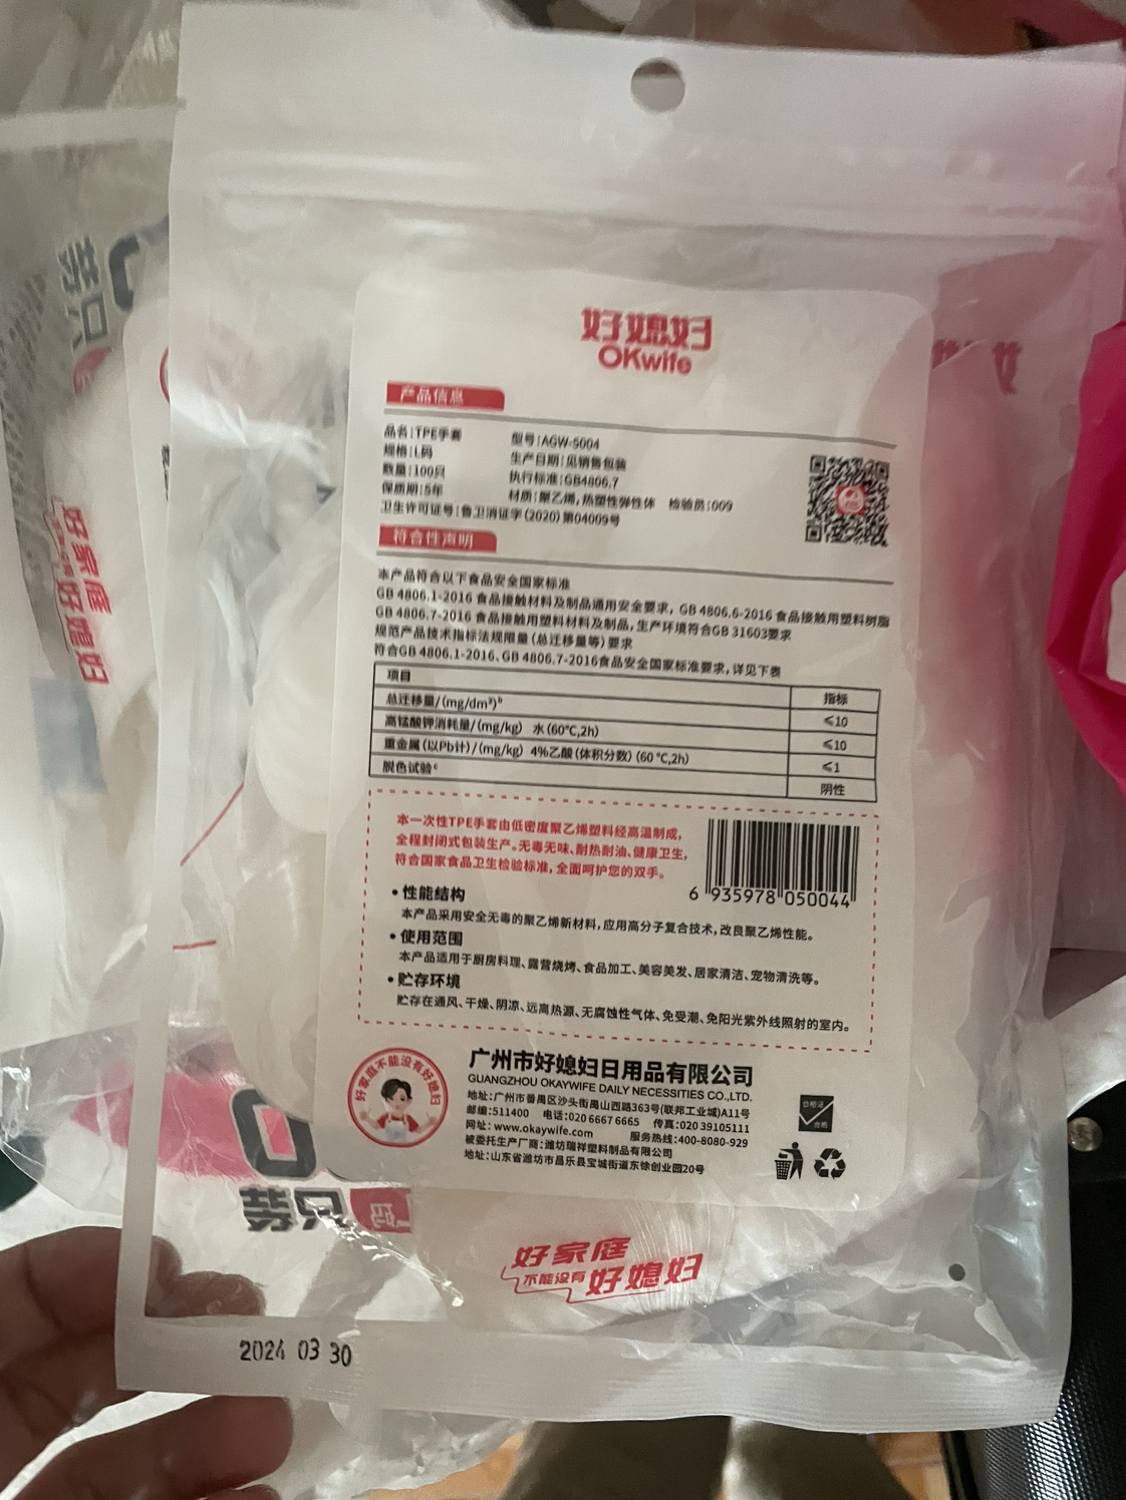 好媳妇
OKwife
产品信息
品名:TPE手套 型号:AGW-5004
规格:L码 生产日期:见销售包装
数量:100只 执行标准:GB4806.7
保质期:5年 材质:聚乙烯,热塑性弹性体 检验员:009
卫生许可证号:鲁卫消证字(2020)第04009号
符合性声明
本产品符合以下食品安全国家标准
GB 4806.1-2016 食品接触材料及制品通用安全要求, GB 4806.6-2016 食品接触用塑料树脂
GB 4806.7-2016 食品接触用塑料材料及制品,生产环境符合GB 31603要求
规范产品技术指标法规限量(总迁移量等)要求
符合GB 4806.1-2016、GB 4806.7-2016食品安全国家标准要求,详见下表
项目 指标
总迁移量/(mg/dm²)ᵇ ≤10
高锰酸钾消耗量/(mg/kg) 水(60℃,2h) ≤10
重金属(以Pb计)/(mg/kg) 4%乙酸(体积分数)(60℃,2h) ≤1
脱色试验ᶜ 阴性
本一次性TPE手套由低密度聚乙烯塑料经高温制成,
全程封闭式包装生产。无毒无味、耐热耐油、健康卫生,
符合国家食品卫生检验标准,全面呵护您的双手。
6 935978 050044
• 性能结构
本产品采用安全无毒的聚乙烯新材料,应用高分子复合技术,改良聚乙烯性能。
• 使用范围
本产品适用于厨房料理、露营烧烤、食品加工、美容美发、居家清洁、宠物清洗等。
• 贮存环境
贮存在通风、干燥、阴凉、远离热源、无腐蚀性气体、免受潮、免阳光紫外线照射的室内。
好家庭不能没有好媳妇
广州市好媳妇日用品有限公司
GUANGZHOU OKAYWIFE DAILY NECESSITIES CO.,LTD.
地址:广州市番禺区沙头街禺山西路363号(联邦工业城)A11号
邮编:511400 电话:020 6667 6665 传真:020 39105111
网址: www.okaywife.com 服务热线:400-8080-929
被委托生产厂商:潍坊瑞祥塑料制品有限公司
地址:山东省潍坊市昌乐县宝城街道东徐创业园20号
合格证
合格
好家庭
不能没有好媳妇
2024 03 30
好家庭
好媳妇